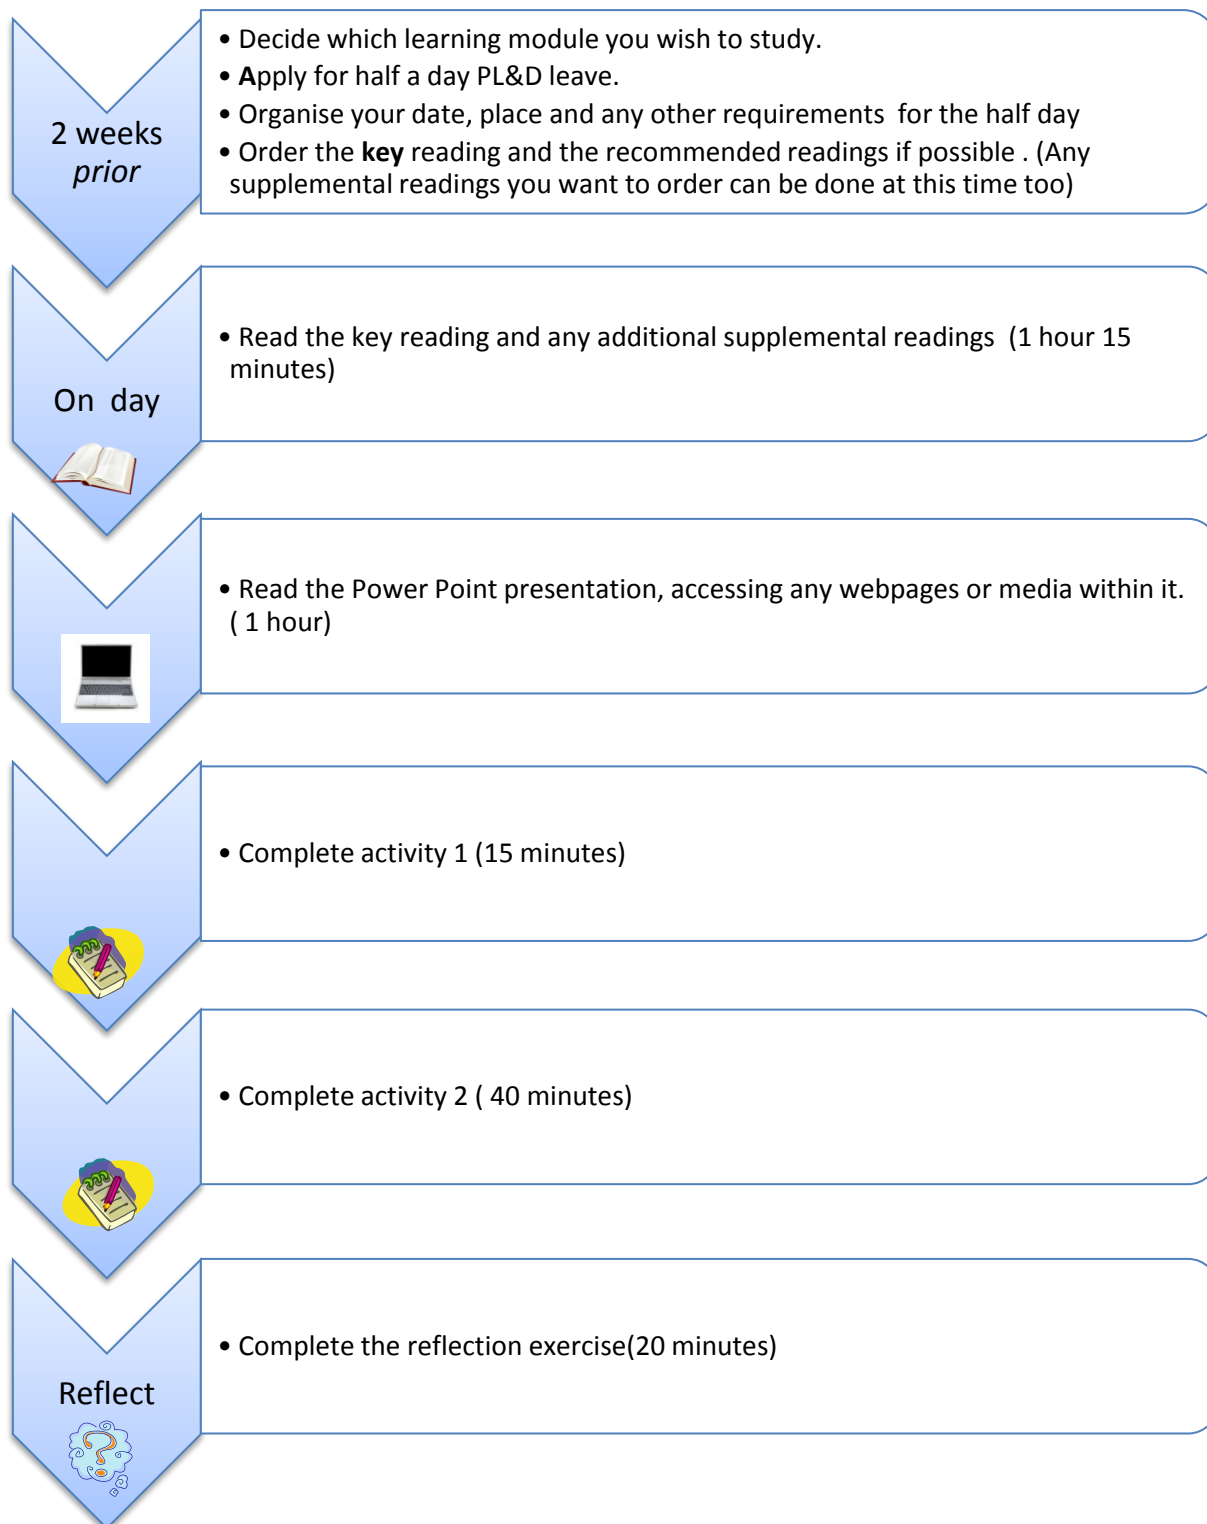 2 weeks
prior
• Decide which learning module you wish to study.
• Apply for half a day PL&D leave.
• Organise your date, place and any other requirements  for the half day
• Order the key reading and the recommended readings if possible . (Any
supplemental readings you want to order can be done at this time too)
On  day
• Read the key reading and any additional supplemental readings  (1 hour 15
minutes)
• Read the Power Point presentation, accessing any webpages or media within it.
( 1 hour)
• Complete activity 1 (15 minutes)
• Complete activity 2 ( 40 minutes)
Reflect
• Complete the reflection exercise(20 minutes)